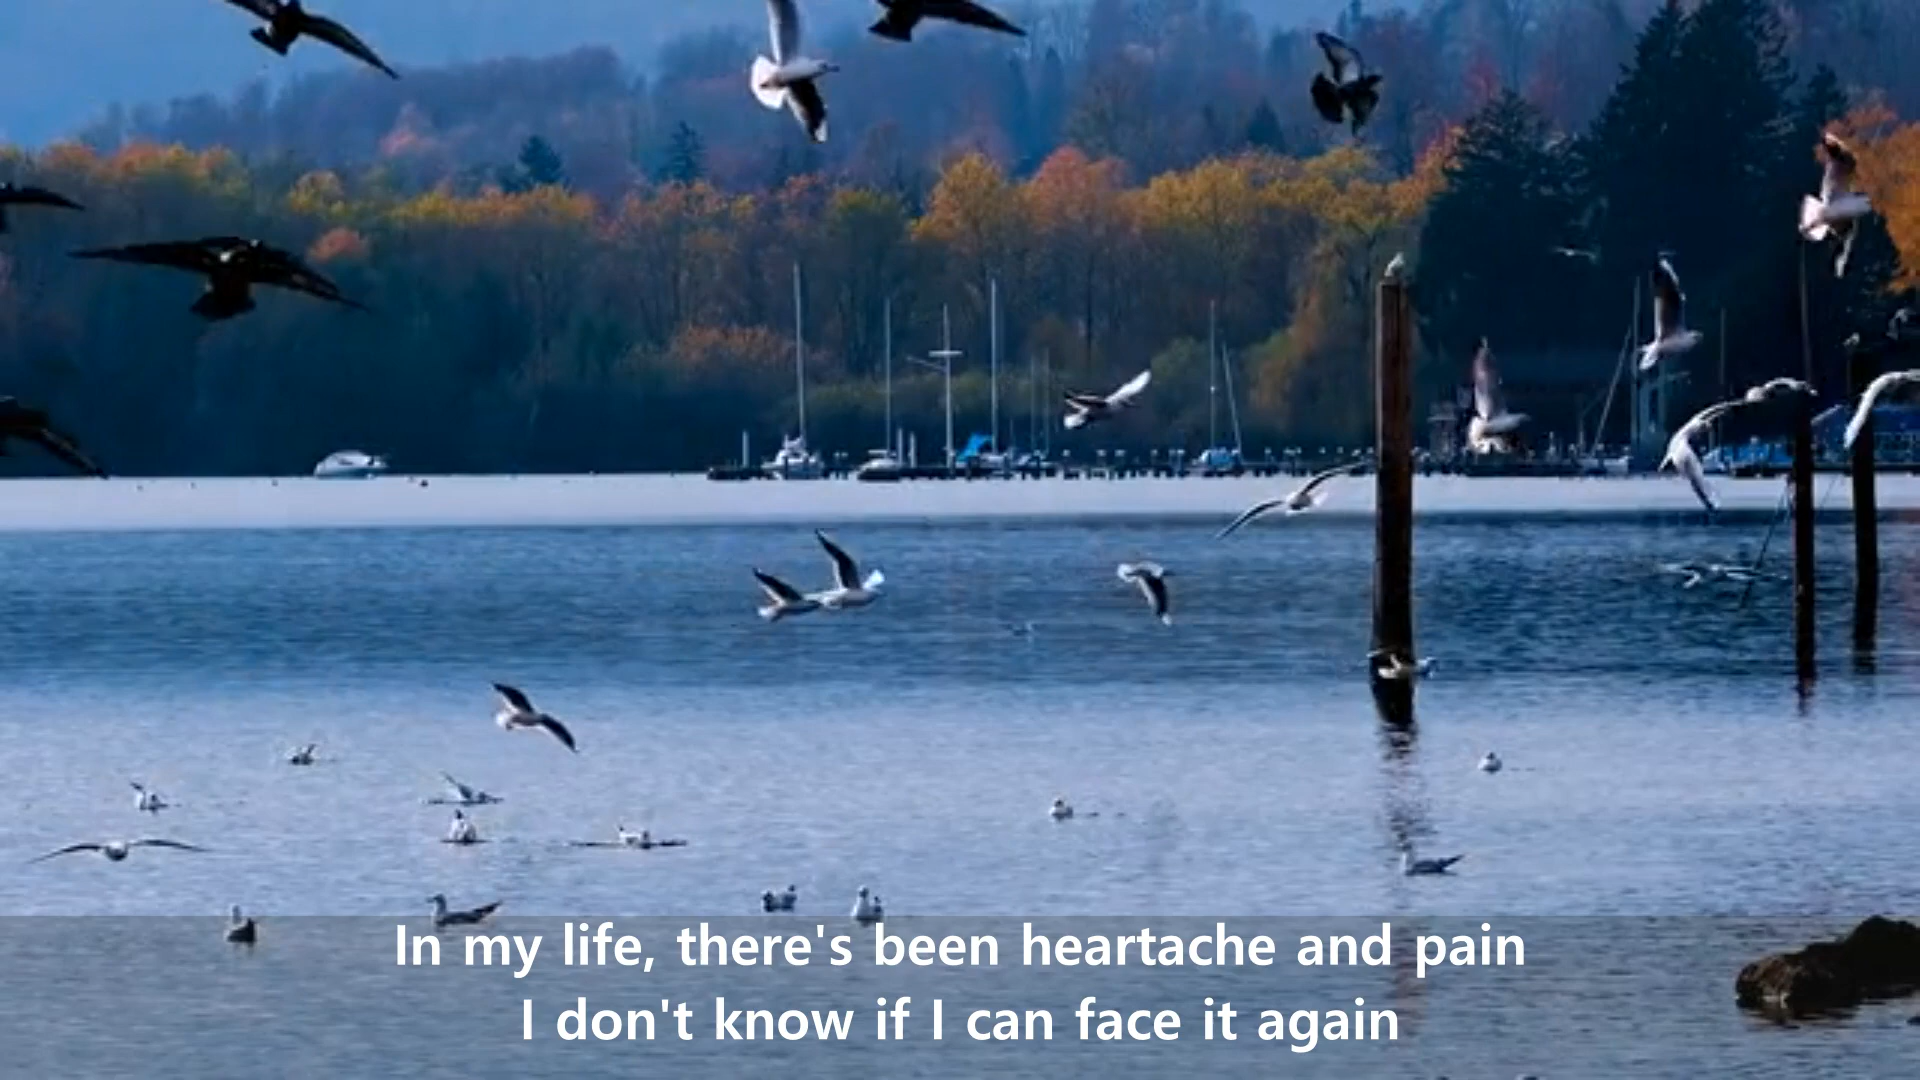 In my life, there's been heartache and pain
I don't know if I can face it again